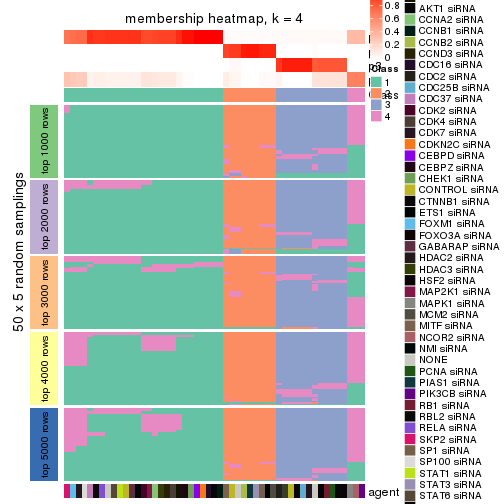 membership heatmap, k = 4
50 x 5 random samplings
top 1000 rows
top 2000 rows
top 3000 rows
top 4000 rows
top 5000 rows
0.8
0.6
0.4
0.2
0
Class
1
2
3
4
agent
AKT1 siRNA
CCNA2 siRNA
CCNB1 siRNA
CCNB2 siRNA
CCND3 siRNA
CDC16 siRNA
CDC2 siRNA
CDC25B siRNA
CDC37 siRNA
CDK2 siRNA
CDK4 siRNA
CDK7 siRNA
CDKN2C siRNA
CEBPD siRNA
CEBPZ siRNA
CHEK1 siRNA
CONTROL siRNA
CTNNB1 siRNA
ETS1 siRNA
FOXM1 siRNA
FOXO3A siRNA
GABARAP siRNA
HDAC2 siRNA
HDAC3 siRNA
HSF2 siRNA
MAP2K1 siRNA
MAPK1 siRNA
MCM2 siRNA
MITF siRNA
NCOR2 siRNA
NMI siRNA
NONE
PCNA siRNA
PIAS1 siRNA
PIK3CB siRNA
RB1 siRNA
RBL2 siRNA
RELA siRNA
SKP2 siRNA
SP1 siRNA
SP100 siRNA
STAT1 siRNA
STAT3 siRNA
STAT6 siRNA